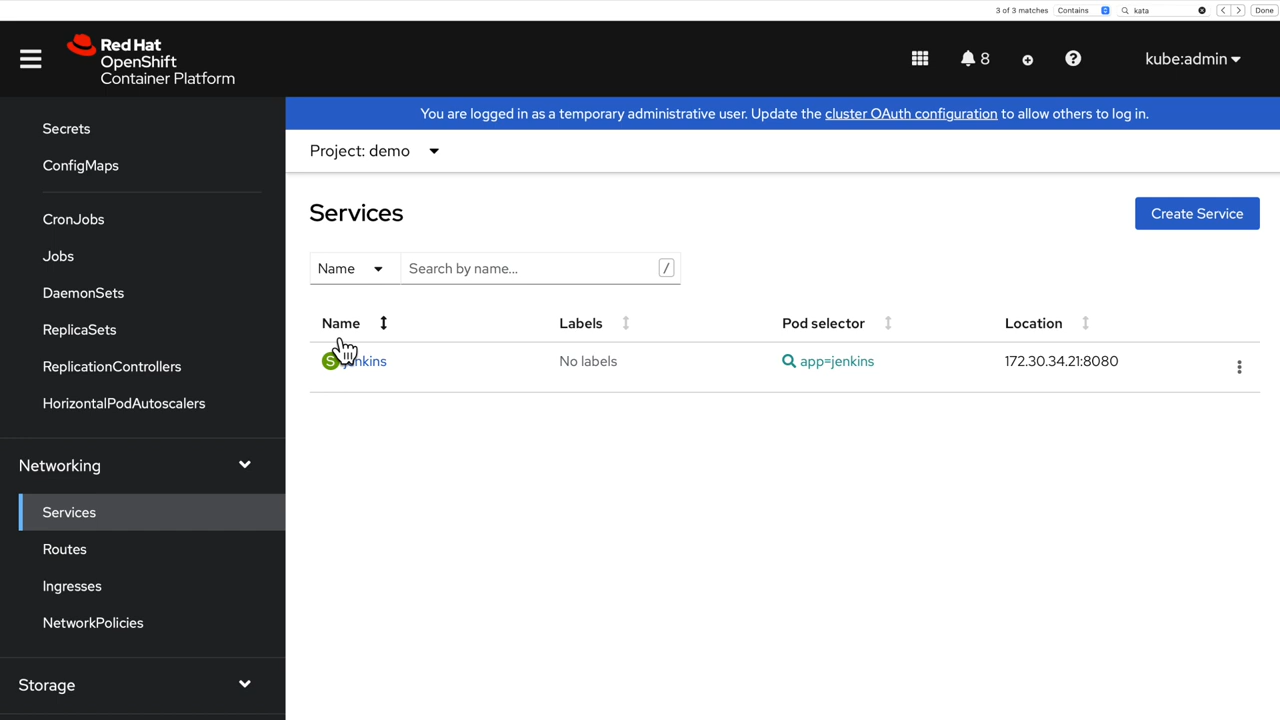 3 of 3 matches Contains kata Done
Red Hat
OpenShift
Container Platform
8
kube:admin
Secrets
ConfigMaps
CronJobs
Jobs
DaemonSets
ReplicaSets
ReplicationControllers
HorizontalPodAutoscalers
Networking
Services
Routes
Ingresses
NetworkPolicies
Storage
You are logged in as a temporary administrative user. Update the cluster OAuth configuration to allow others to log in.
Project: demo
Services
Create Service
Name Search by name... /
Name Labels Pod selector Location
S jenkins No labels app=jenkins 172.30.34.21:8080